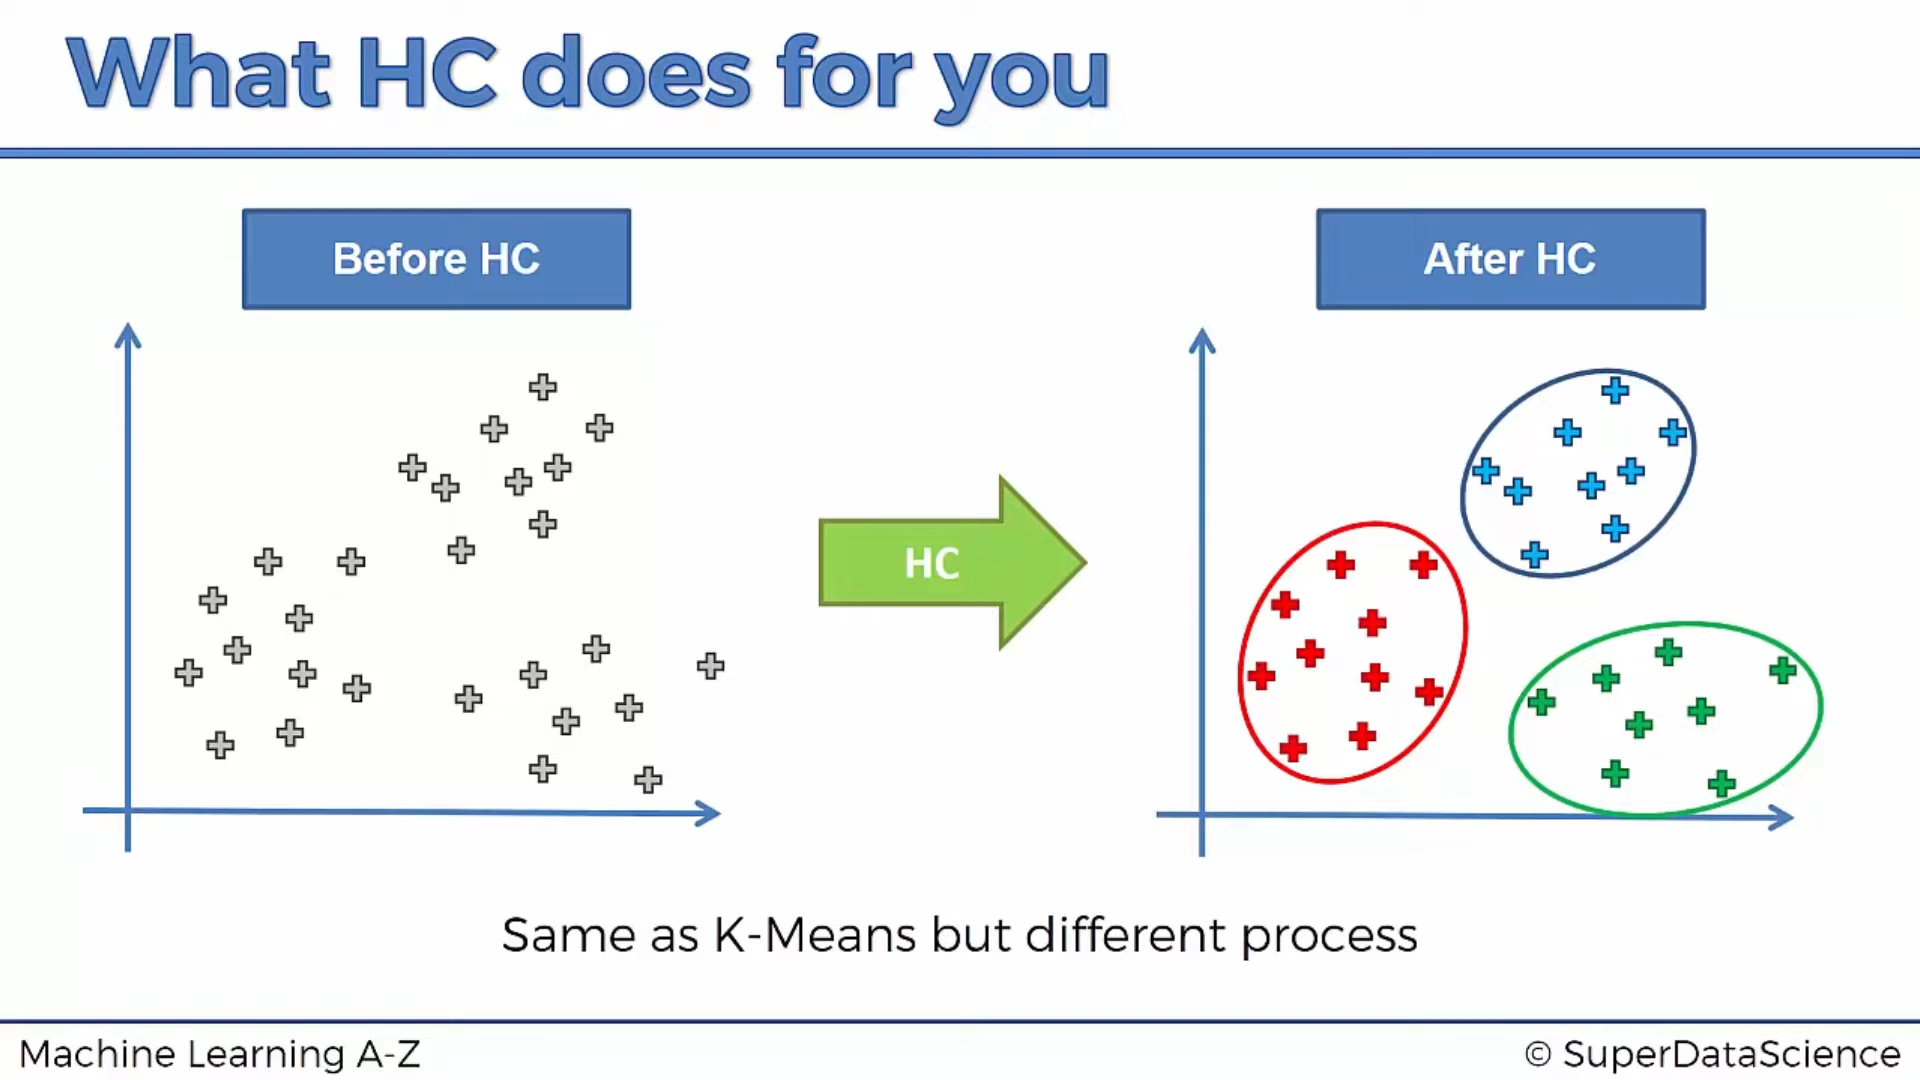 What HC does for you
Before HC
After HC
HC
Same as K-Means but different process
Machine Learning A-Z
© SuperDataScience